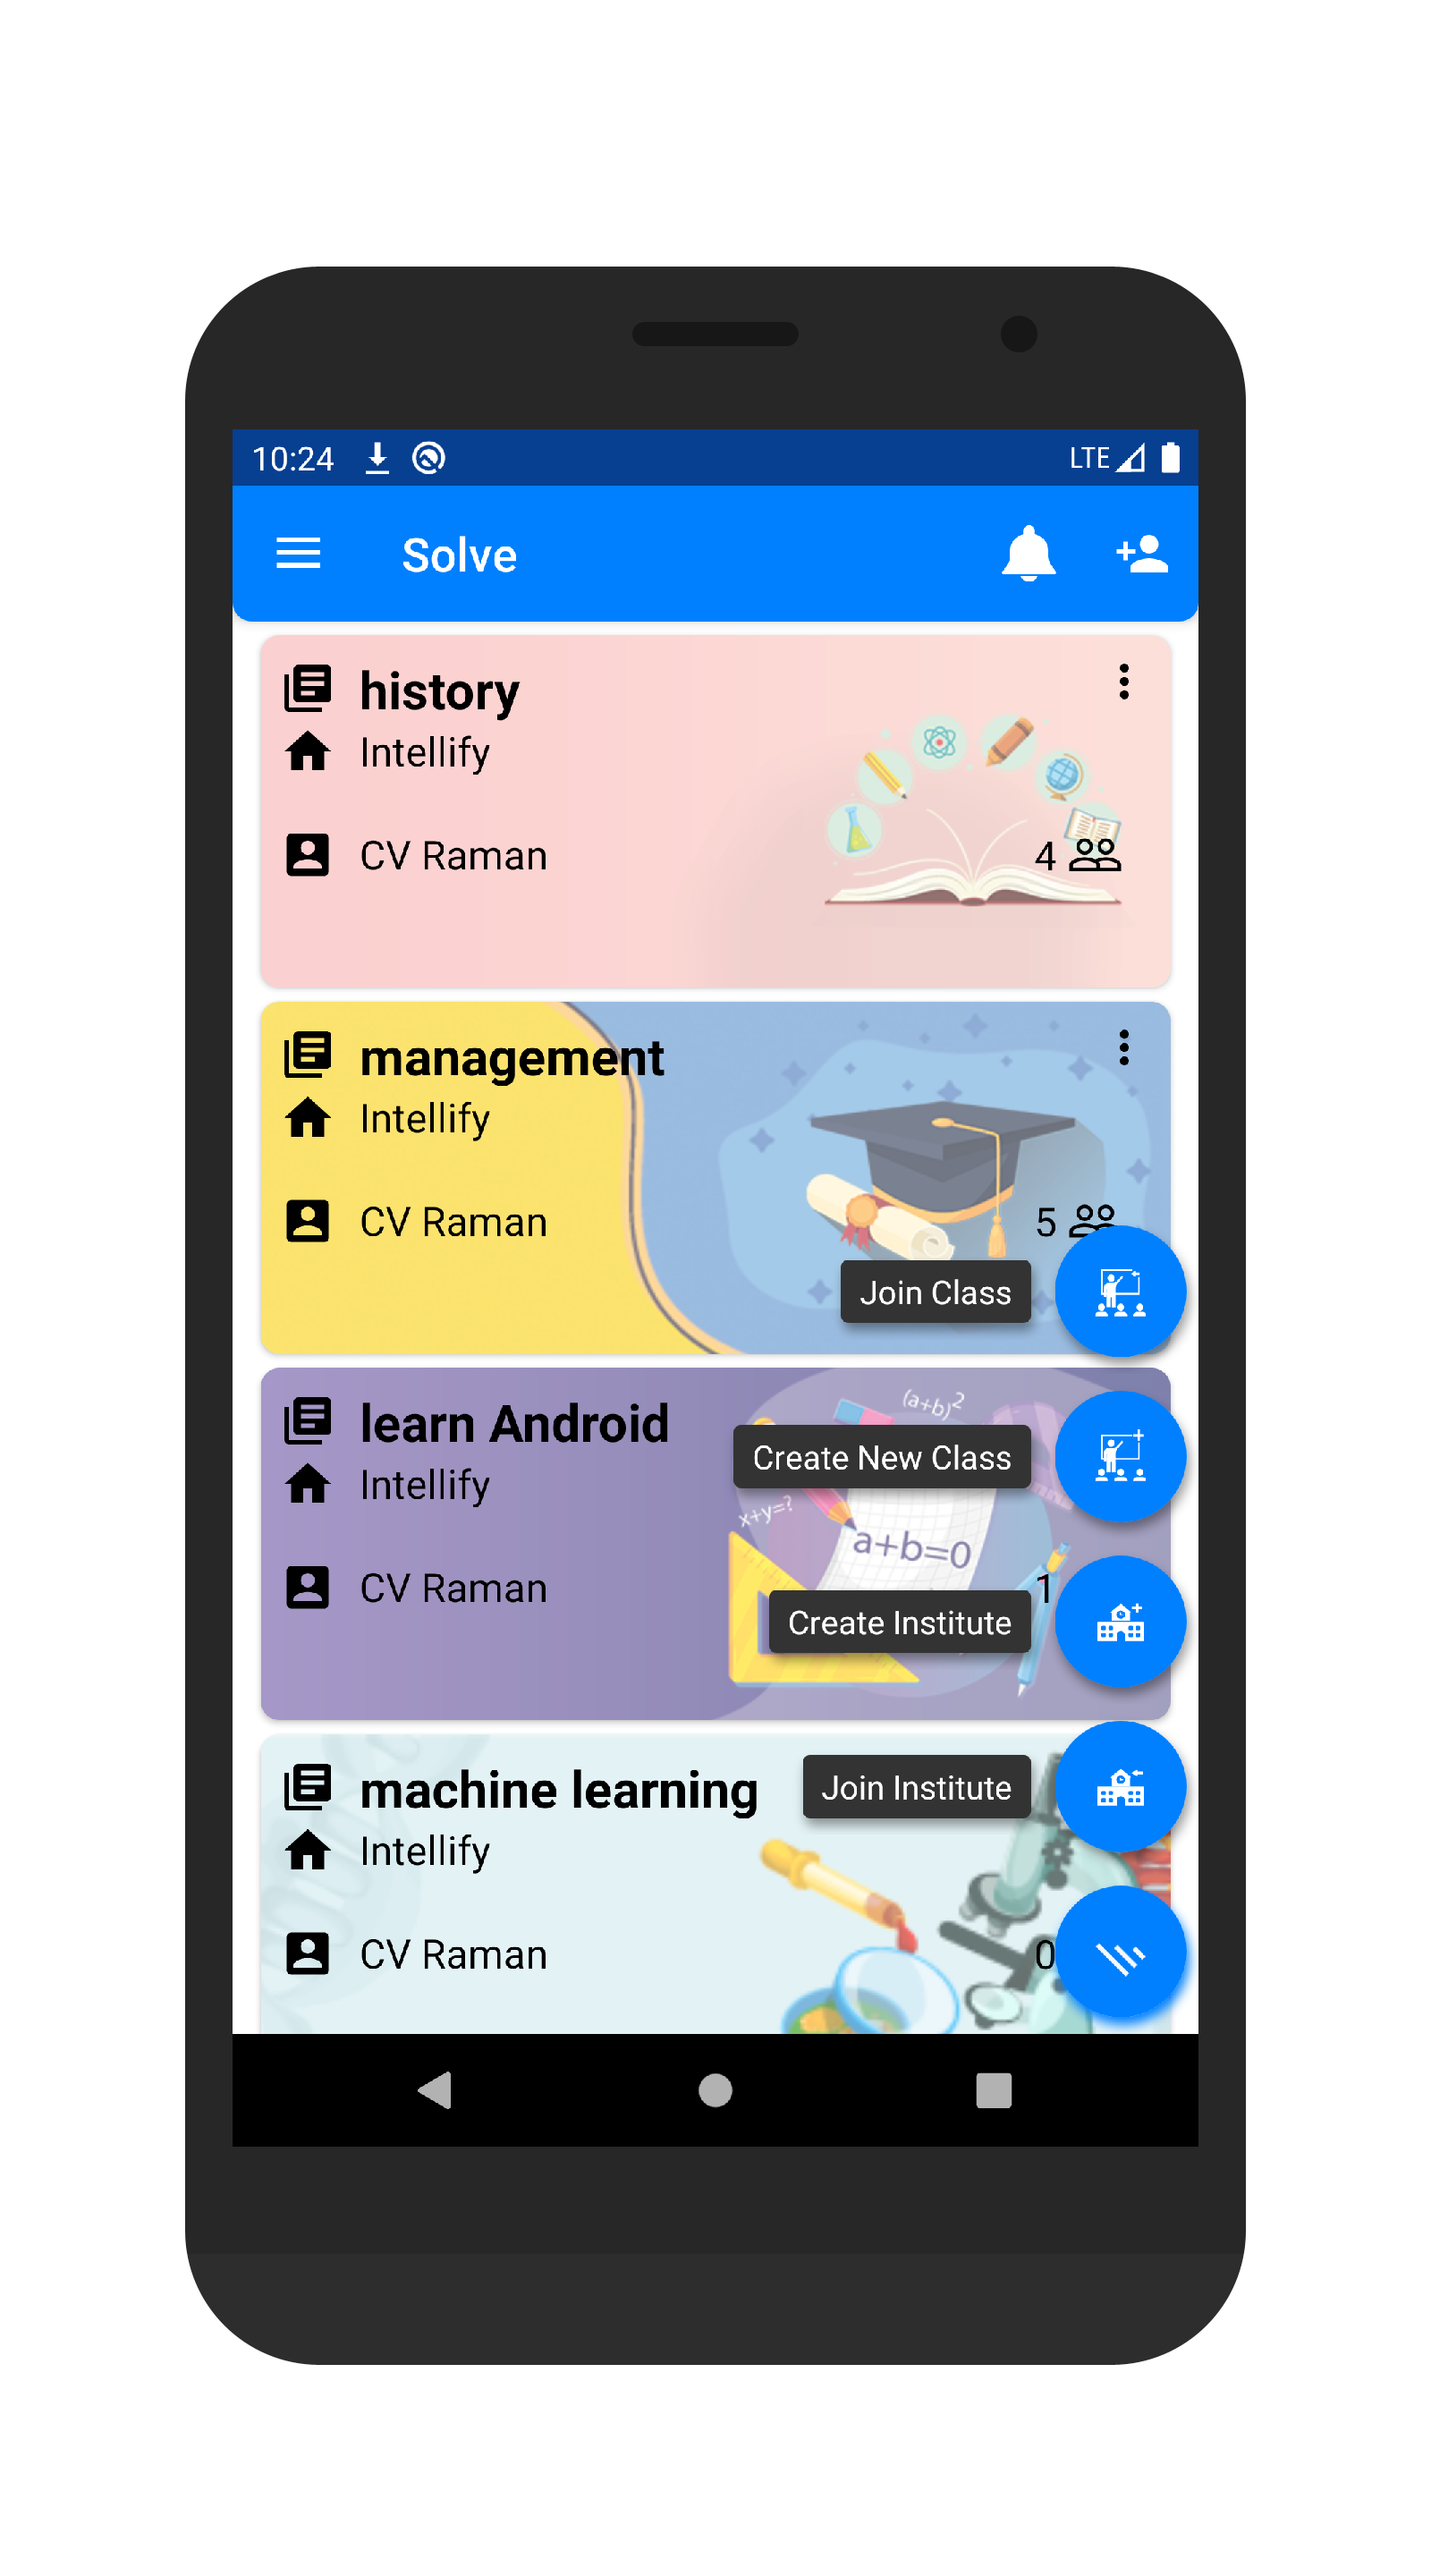 10:24
LTE
Solve
history
Intellify
CV Raman
4
management
Intellify
CV Raman
5
Join Class
learn Android
(a+b)²
Create New Class
Intellify
x+y=?
a+b=0
CV Raman
1
Create Institute
machine learning
Join Institute
Intellify
CV Raman
0